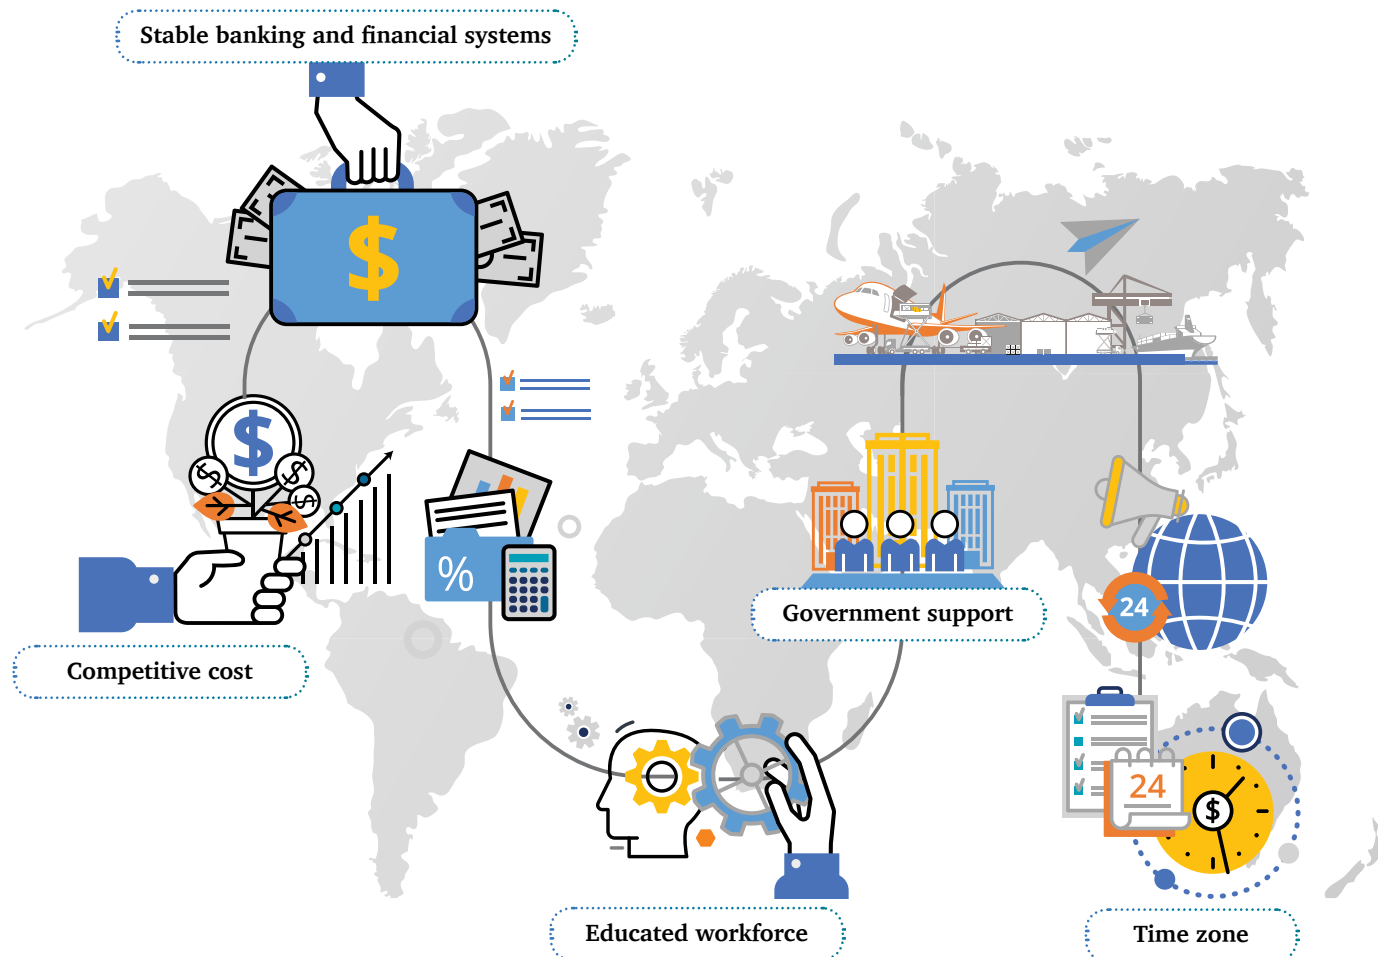 Stable banking and financial systems
$
$
$
$
$
%
Competitive cost
Government support
24
24
$
Educated workforce
Time zone